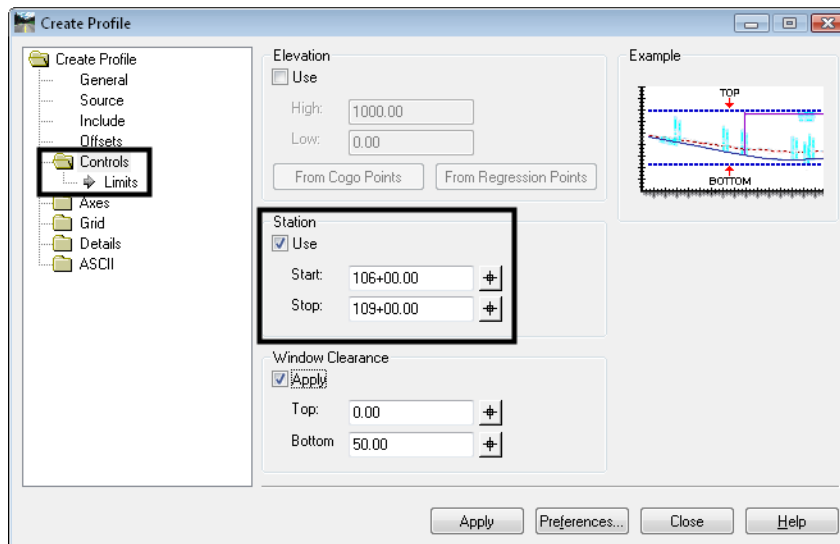 Create Profile
Create Profile
General
Source
Include
Offsets
Controls
Limits
Axes
Grid
Details
ASCII
Elevation
Use
High: 1000.00
Low: 0.00
From Cogo Points From Regression Points
Station
Use
Start: 106+00.00
Stop: 109+00.00
Window Clearance
Apply
Top: 0.00
Bottom 50.00
Example
TOP
BOTTOM
Apply Preferences... Close Help